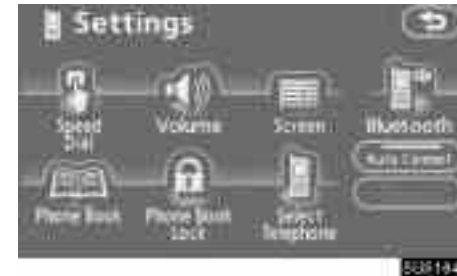 Settings
Speed
Dial
Volume
Screen
Bluetooth
Auto Connect
Phone Book
Phone Book
Lock
Select
Telephone